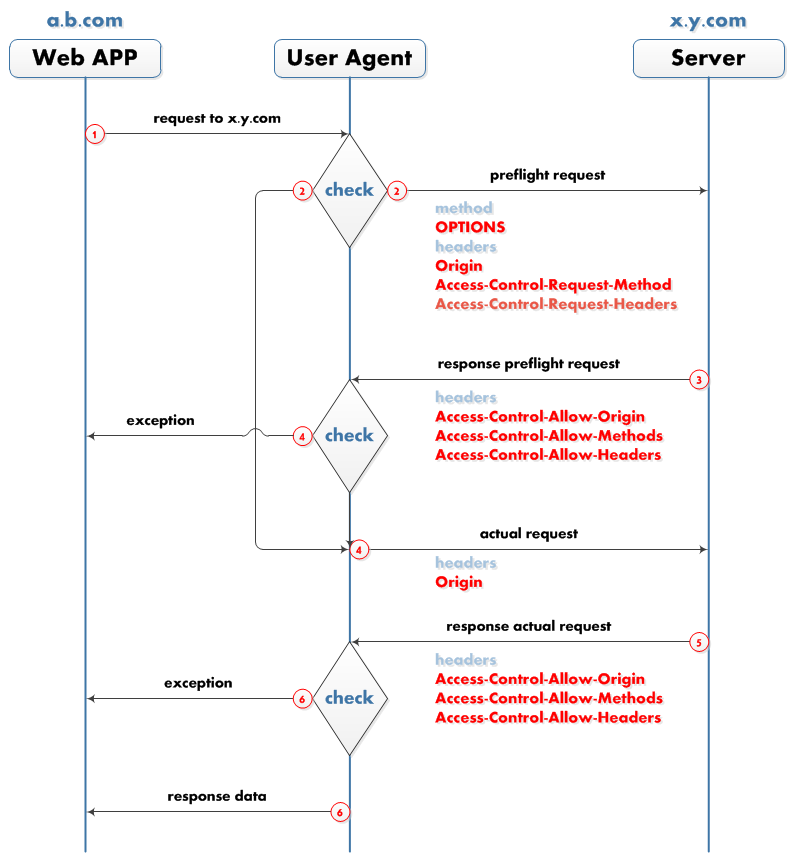 a.b.com
x.y.com
Web APP
User Agent
Server
request to x.y.com
1
2
check
2
preflight request
method
OPTIONS
headers
Origin
Access-Control-Request-Method
Access-Control-Request-Headers
response preflight request
3
headers
Access-Control-Allow-Origin
Access-Control-Allow-Methods
Access-Control-Allow-Headers
exception
4
check
actual request
4
headers
Origin
response actual request
5
headers
Access-Control-Allow-Origin
Access-Control-Allow-Methods
Access-Control-Allow-Headers
exception
6
check
response data
6